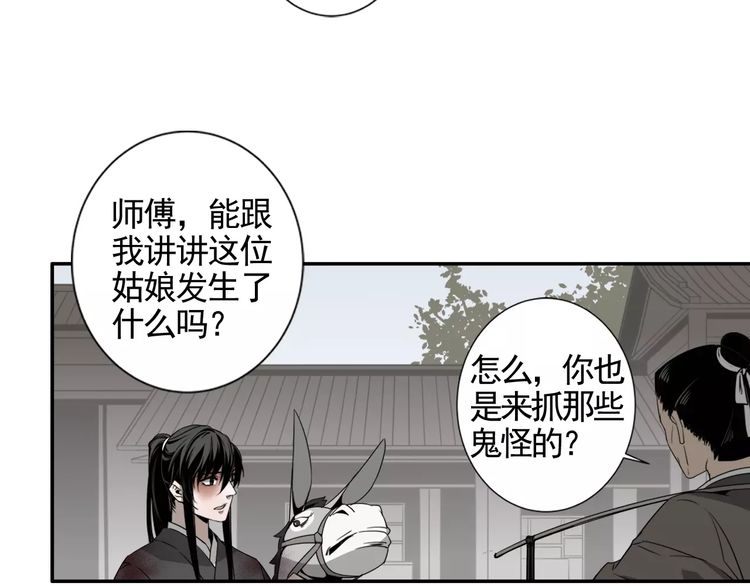 师傅，能跟
我讲讲这位
姑娘发生了
什么吗？
怎么，你也
是来抓那些
鬼怪的？